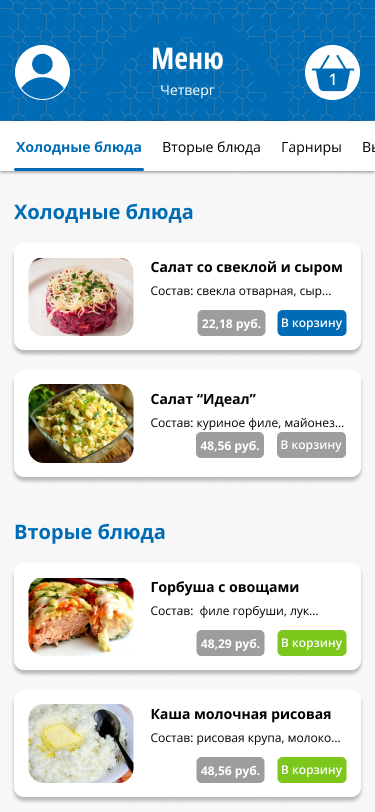 Меню
Четверг
1
Холодные блюда Вторые блюда Гарниры Вы
Холодные блюда
Салат со свеклой и сыром
Состав: свекла отварная, сыр...
22,18 руб. В корзину
Салат “Идеал”
Состав: куриное филе, майонез...
48,56 руб. В корзину
Вторые блюда
Горбуша с овощами
Состав: филе горбуши, лук...
48,29 руб. В корзину
Каша молочная рисовая
Состав: рисовая крупа, молоко...
48,56 руб. В корзину